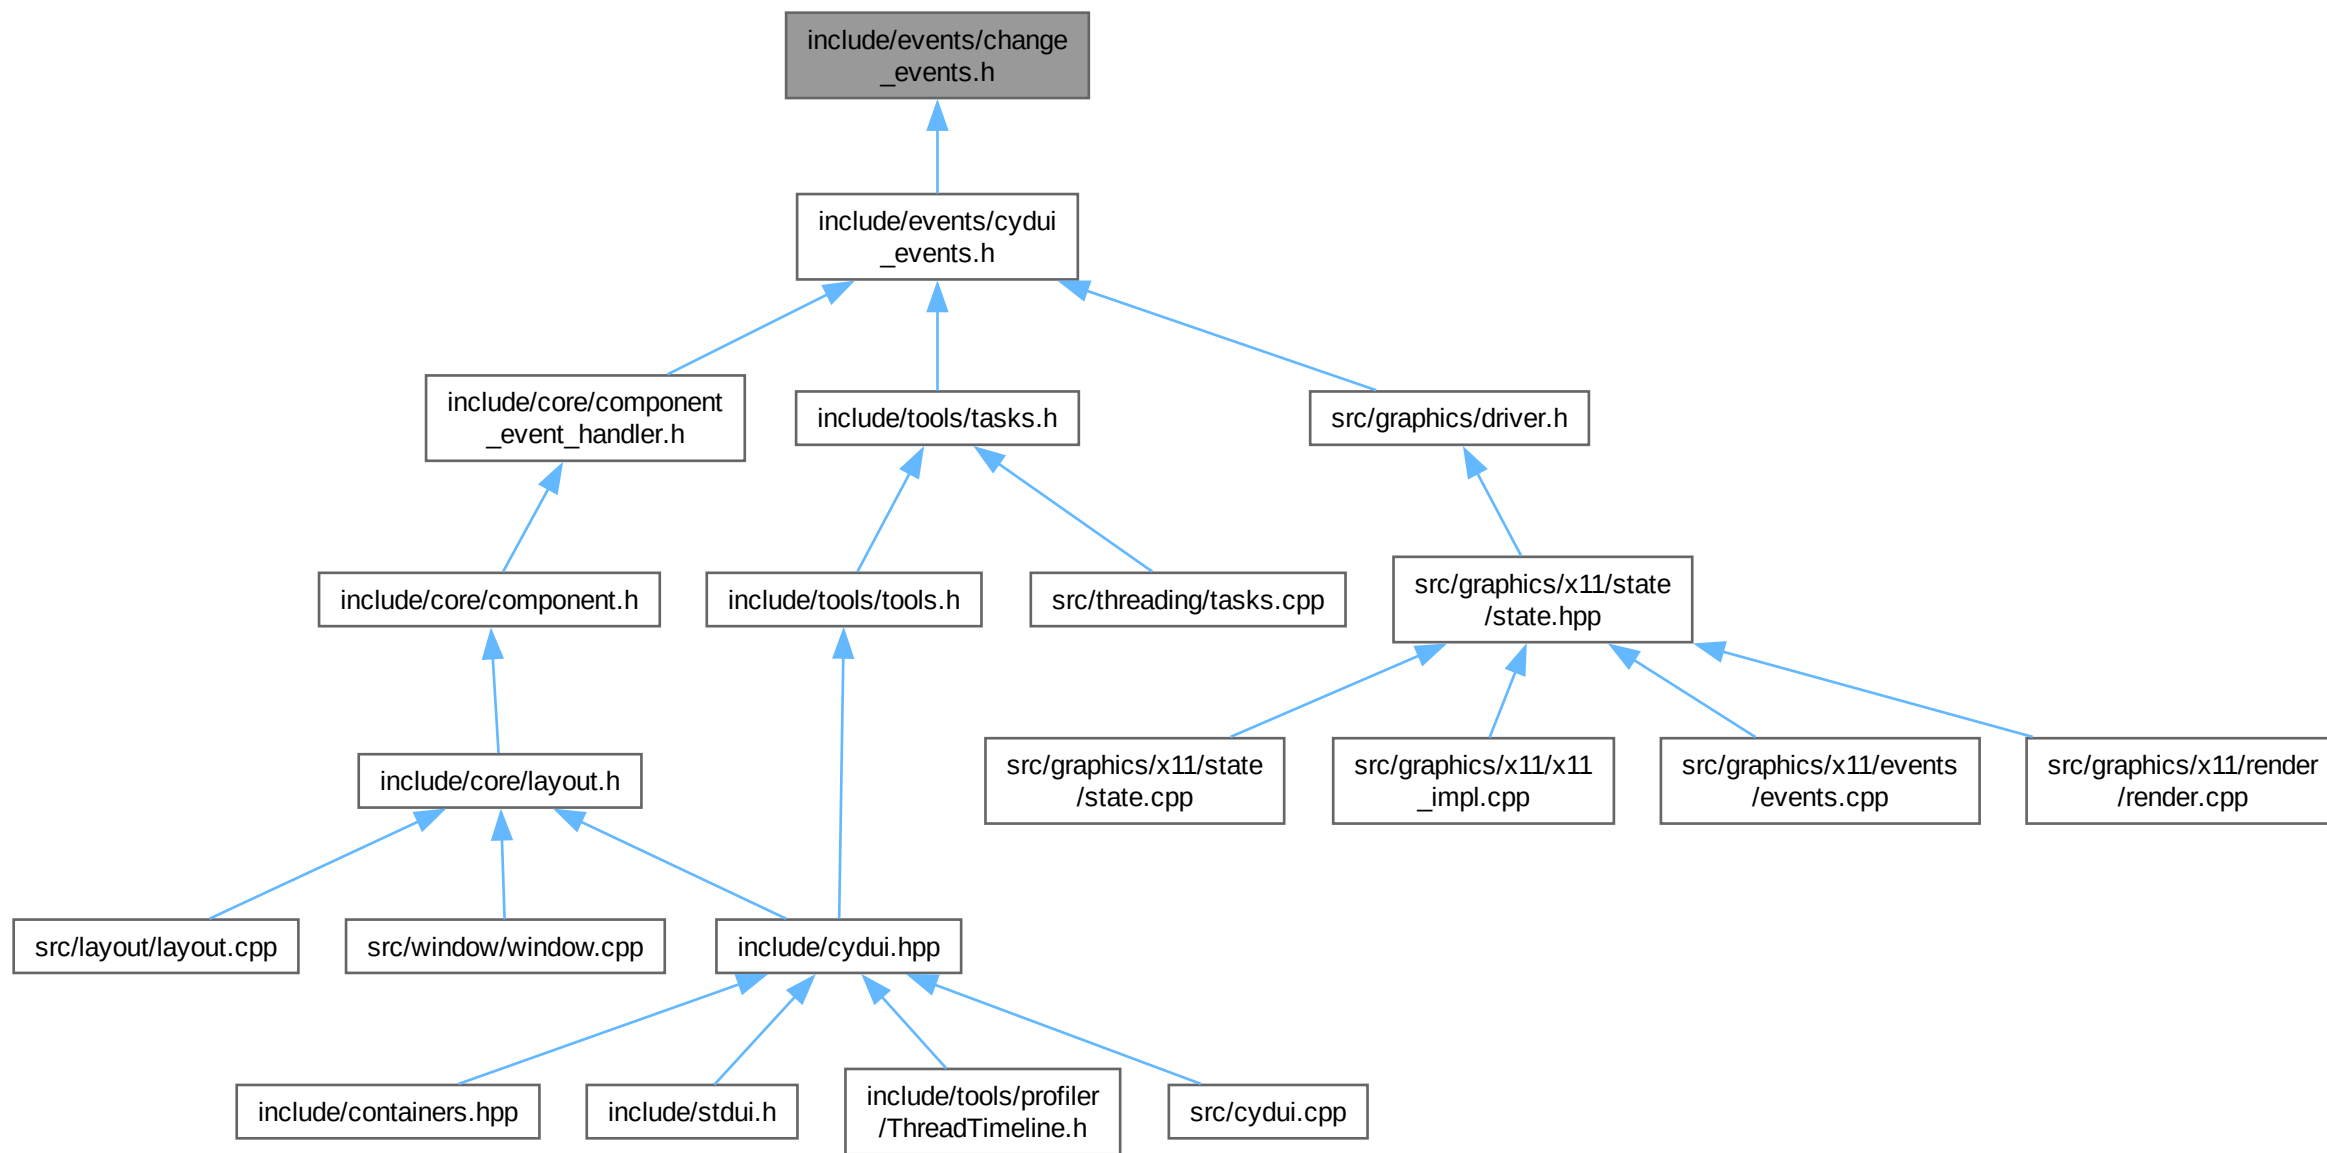 include/events/change
_events.h
include/events/cydui
_events.h
include/core/component
_event_handler.h
include/tools/tasks.h
src/graphics/driver.h
include/core/component.h
include/tools/tools.h
src/threading/tasks.cpp
src/graphics/x11/state
/state.hpp
include/core/layout.h
src/graphics/x11/state
/state.cpp
src/graphics/x11/x11
_impl.cpp
src/graphics/x11/events
/events.cpp
src/graphics/x11/render
/render.cpp
src/layout/layout.cpp
src/window/window.cpp
include/cydui.hpp
include/containers.hpp
include/stdui.h
include/tools/profiler
/ThreadTimeline.h
src/cydui.cpp